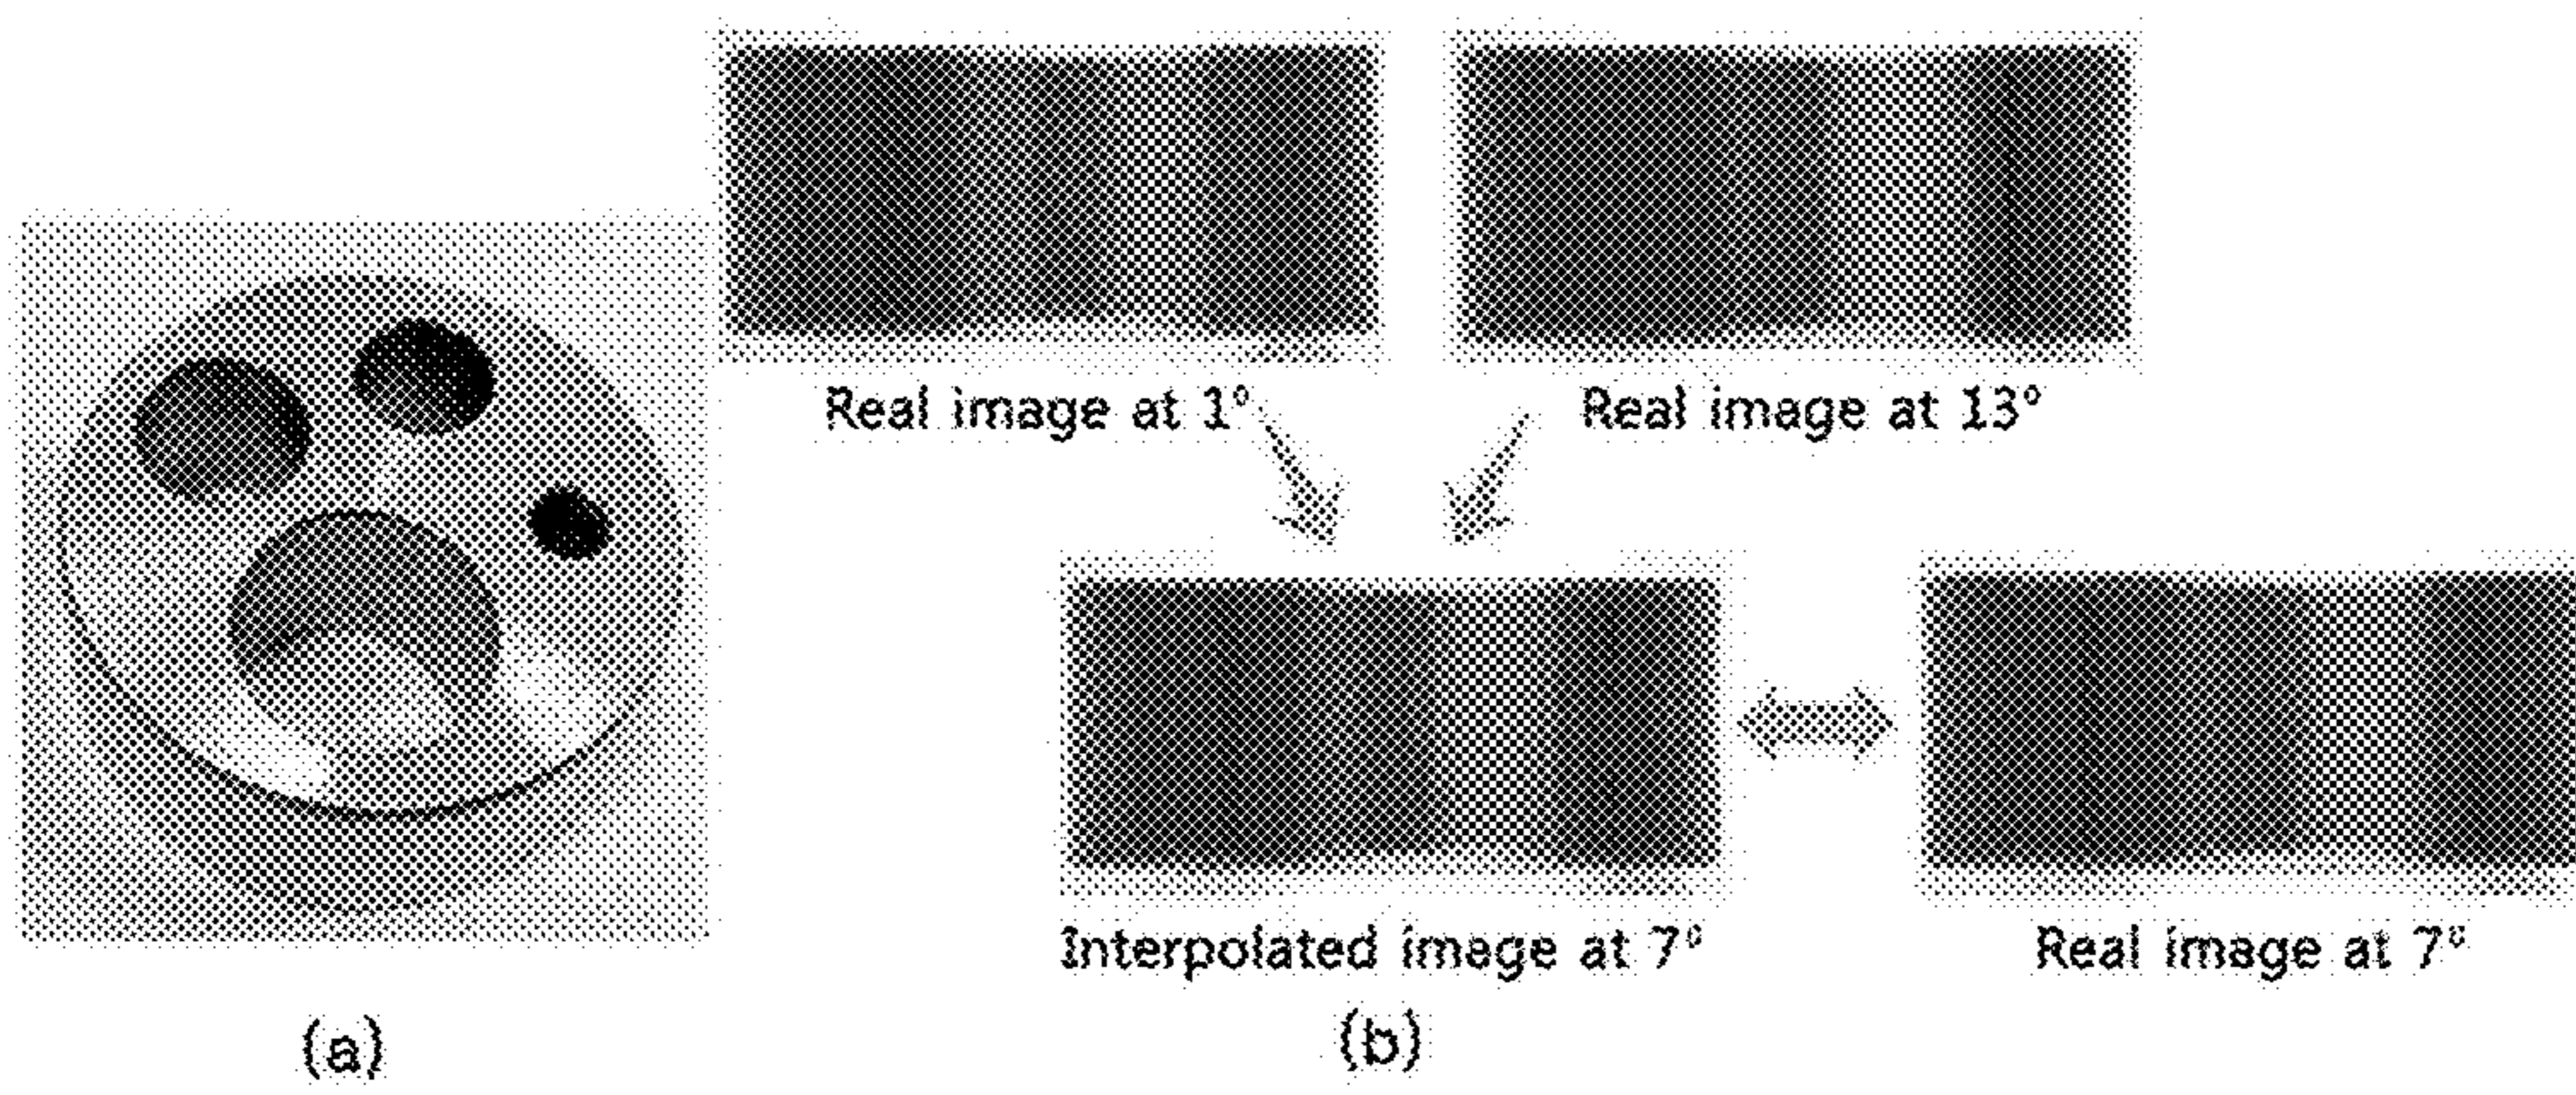 Real image at 1°
Real image at 13°
Interpolated image at 7°
Real image at 7°
(a)
(b)